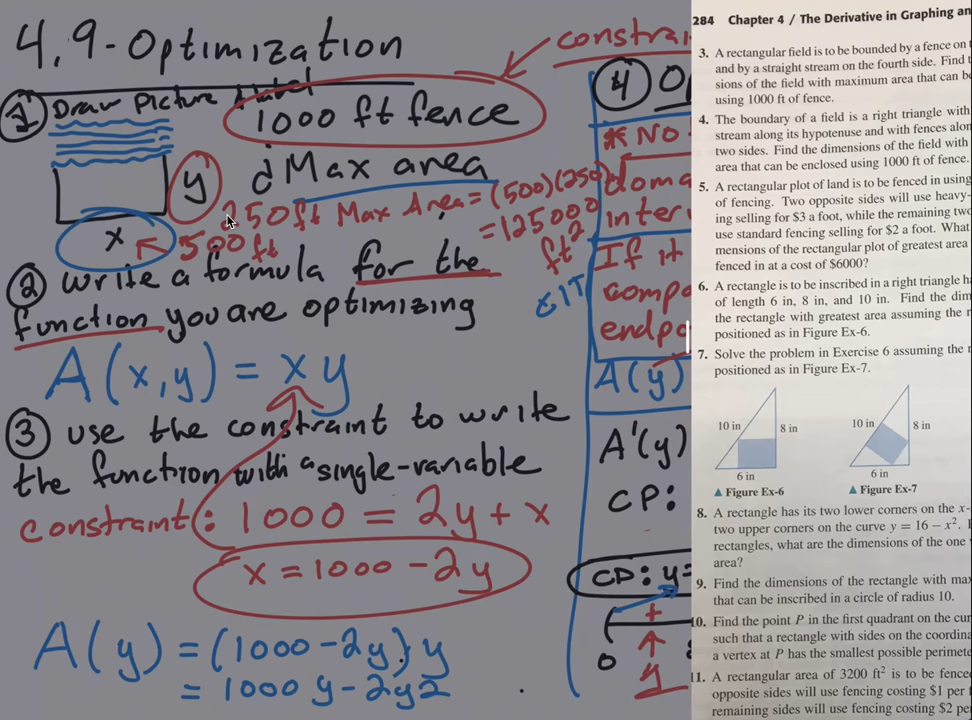 4.9-Optimization
① Draw Picture
1000 ft fence
Max area
y
250ft Max Area = (500)(250)
= 125000
ft²
x
500 ft
② Write a formula for the
function you are optimizing
A(x,y) = xy
③ use the constraint to write
the function with a single-variable
constraint: 1000 = 2y + x
x = 1000 - 2y
A(y) = (1000-2y)y
= 1000y-2y2
constrai
④ O
* No
doma
inter
If it
compa
endpo
A(y)
A'(y)
CP:
CP: y=
+
0
y
284 Chapter 4 / The Derivative in Graphing an
3. A rectangular field is to be bounded by a fence on
and by a straight stream on the fourth side. Find
sions of the field with maximum area that can b
using 1000 ft of fence.
4. The boundary of a field is a right triangle with
stream along its hypotenuse and with fences alon
two sides. Find the dimensions of the field with
area that can be enclosed using 1000 ft of fence.
5. A rectangular plot of land is to be fenced in using
of fencing. Two opposite sides will use heavy-
ing selling for $3 a foot, while the remaining two
use standard fencing selling for $2 a foot. What
mensions of the rectangular plot of greatest area
fenced in at a cost of $6000?
6. A rectangle is to be inscribed in a right triangle h
of length 6 in, 8 in, and 10 in. Find the dim
the rectangle with greatest area assuming the r
positioned as in Figure Ex-6.
7. Solve the problem in Exercise 6 assuming the r
positioned as in Figure Ex-7.
10 in
8 in
6 in
▲ Figure Ex-6
10 in
8 in
6 in
▲ Figure Ex-7
8. A rectangle has its two lower corners on the x-
two upper corners on the curve y = 16 − x².
rectangles, what are the dimensions of the one
area?
9. Find the dimensions of the rectangle with max
that can be inscribed in a circle of radius 10.
10. Find the point P in the first quadrant on the cur
such that a rectangle with sides on the coordina
a vertex at P has the smallest possible perimete
11. A rectangular area of 3200 ft² is to be fence
opposite sides will use fencing costing $1 per
remaining sides will use fencing costing $2 pe